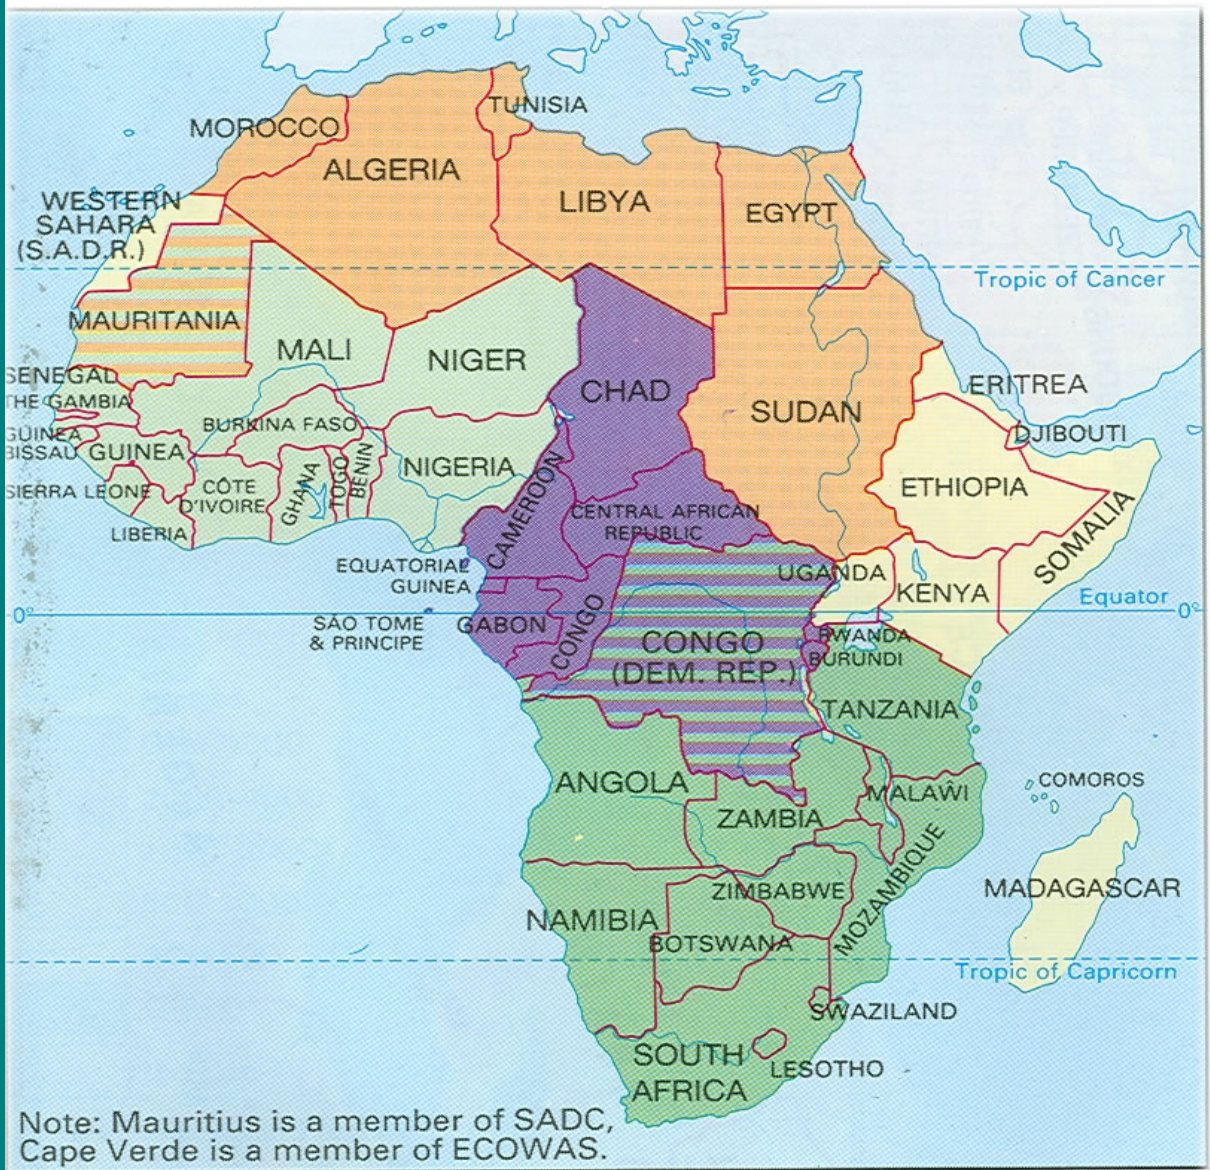 TUNISIA
MOROCCO
ALGERIA
LIBYA
EGYPT
WESTERN
SAHARA
(S.A.D.R.)
Tropic of Cancer
MAURITANIA
MALI
NIGER
CHAD
SUDAN
ERITREA
SENEGAL
THE GAMBIA
BURKINA FASO
DJIBOUTI
GUINEA
BISSAU
GUINEA
NIGERIA
ETHIOPIA
SIERRA LEONE
CÔTE
D'IVOIRE
GHANA
TOGO
BENIN
CAMEROON
CENTRAL AFRICAN
REPUBLIC
SOMALIA
LIBERIA
EQUATORIAL
GUINEA
UGANDA
KENYA
Equator
0°
0°
SÃO TOME
& PRINCIPE
GABON
CONGO
CONGO
(DEM. REP.)
RWANDA
BURUNDI
TANZANIA
ANGOLA
ZAMBIA
MALAŴI
COMOROS
MOZAMBIQUE
MADAGASCAR
NAMIBIA
ZIMBABWE
BOTSWANA
Tropic of Capricorn
SWAZILAND
SOUTH
AFRICA
LESOTHO
Note: Mauritius is a member of SADC,
Cape Verde is a member of ECOWAS.